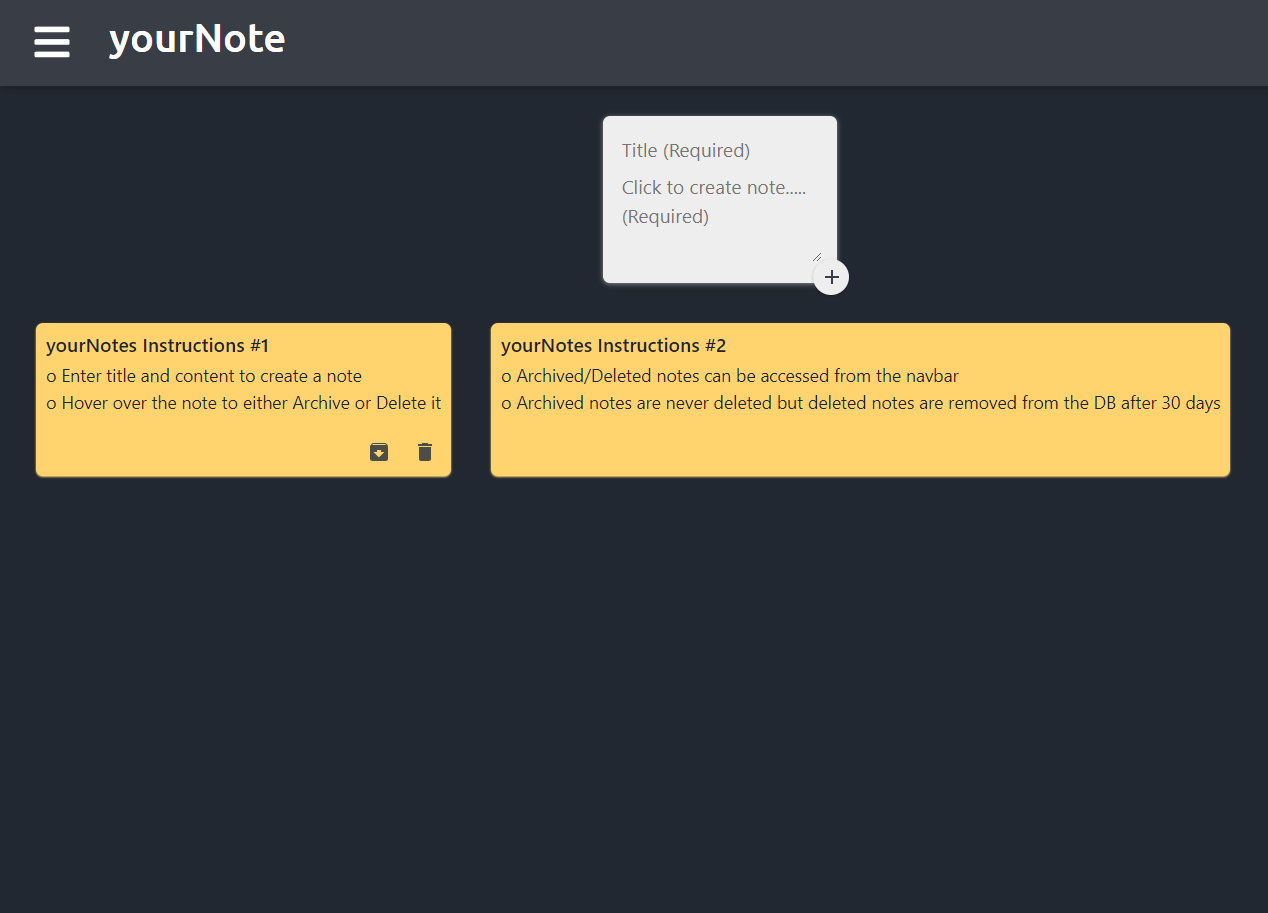 yourNote
Title (Required)
Click to create note.....
(Required)
yourNotes Instructions #1
o Enter title and content to create a note
o Hover over the note to either Archive or Delete it
yourNotes Instructions #2
o Archived/Deleted notes can be accessed from the navbar
o Archived notes are never deleted but deleted notes are removed from the DB after 30 days